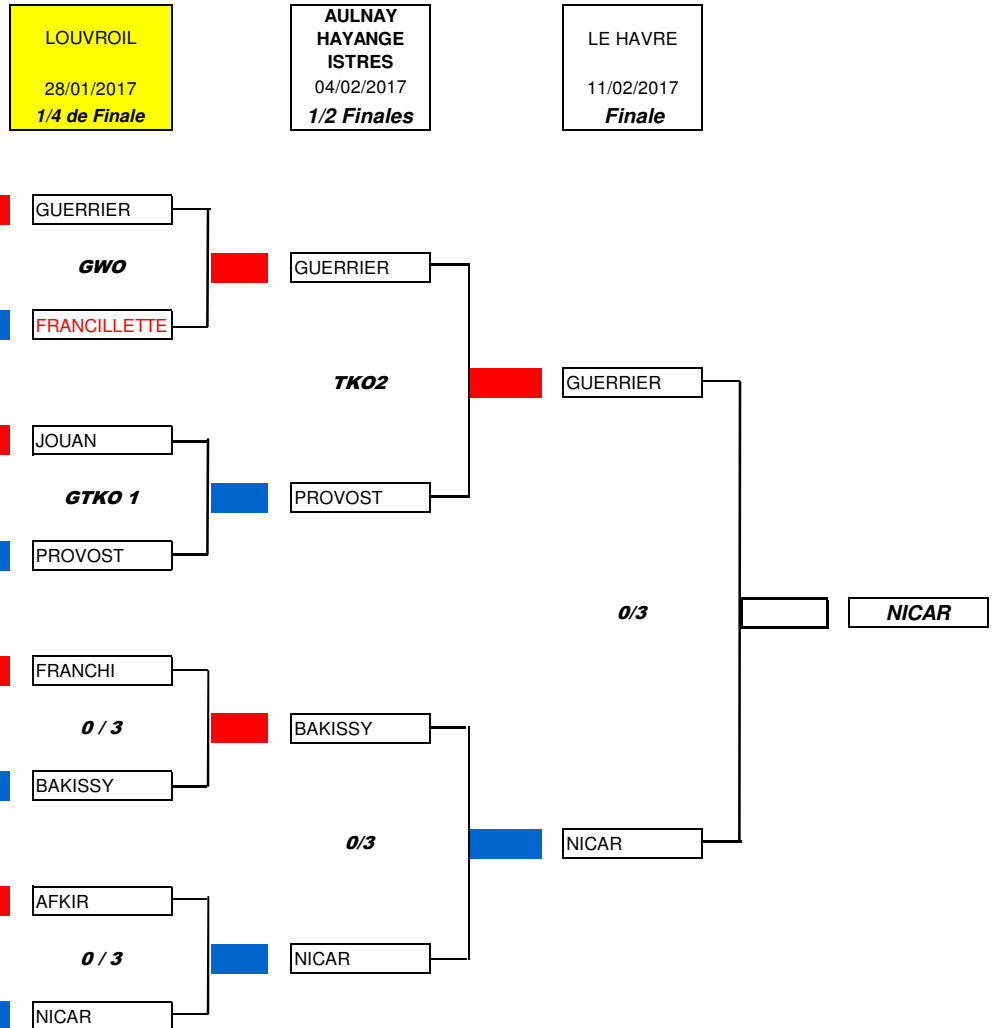 LOUVROIL
28/01/2017
1/4 de Finale
AULNAY
HAYANGE
ISTRES
04/02/2017
1/2 Finales
LE HAVRE
11/02/2017
Finale
GUERRIER
GWO
FRANCILLETTE
GUERRIER
TKO2
GUERRIER
JOUAN
GTKO 1
PROVOST
PROVOST
0/3
NICAR
FRANCHI
0 / 3
BAKISSY
BAKISSY
0/3
NICAR
AFKIR
0 / 3
NICAR
NICAR